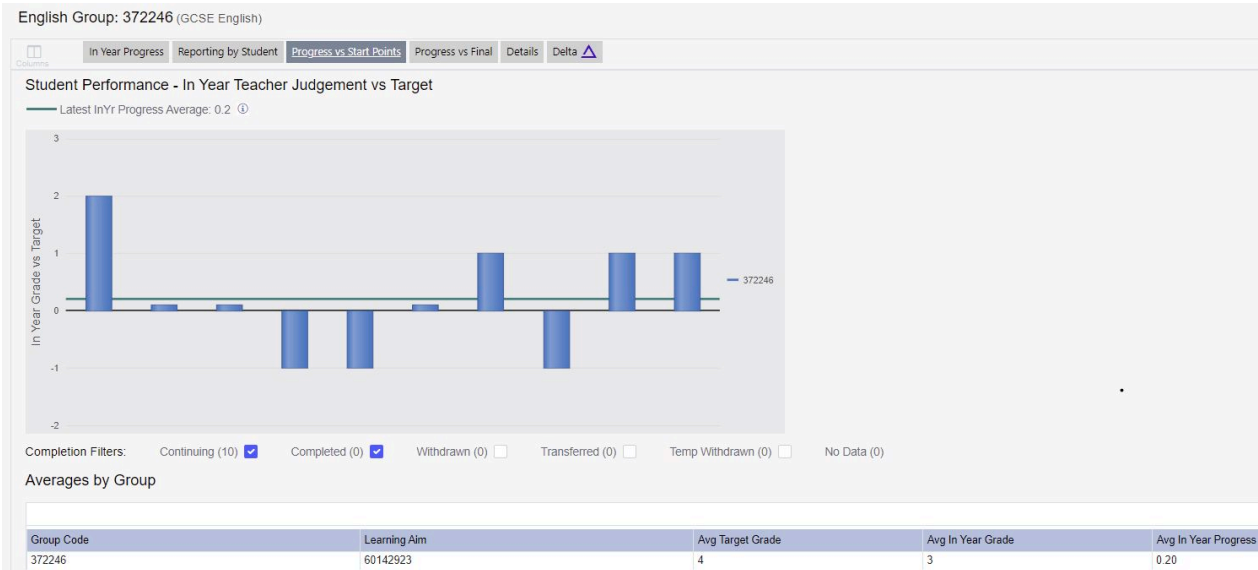 English Group: 372246 (GCSE English)
Columns
In Year Progress Reporting by Student Progress vs Start Points Progress vs Final Details Delta
Student Performance - In Year Teacher Judgement vs Target
Latest InYr Progress Average: 0.2
3
2
1
0
-1
-2
In Year Grade vs Target
372246
Completion Filters: Continuing (10) Completed (0) Withdrawn (0) Transferred (0) Temp Withdrawn (0) No Data (0)
Averages by Group
Group Code Learning Aim Avg Target Grade Avg In Year Grade Avg In Year Progress
372246 60142923 4 3 0.20